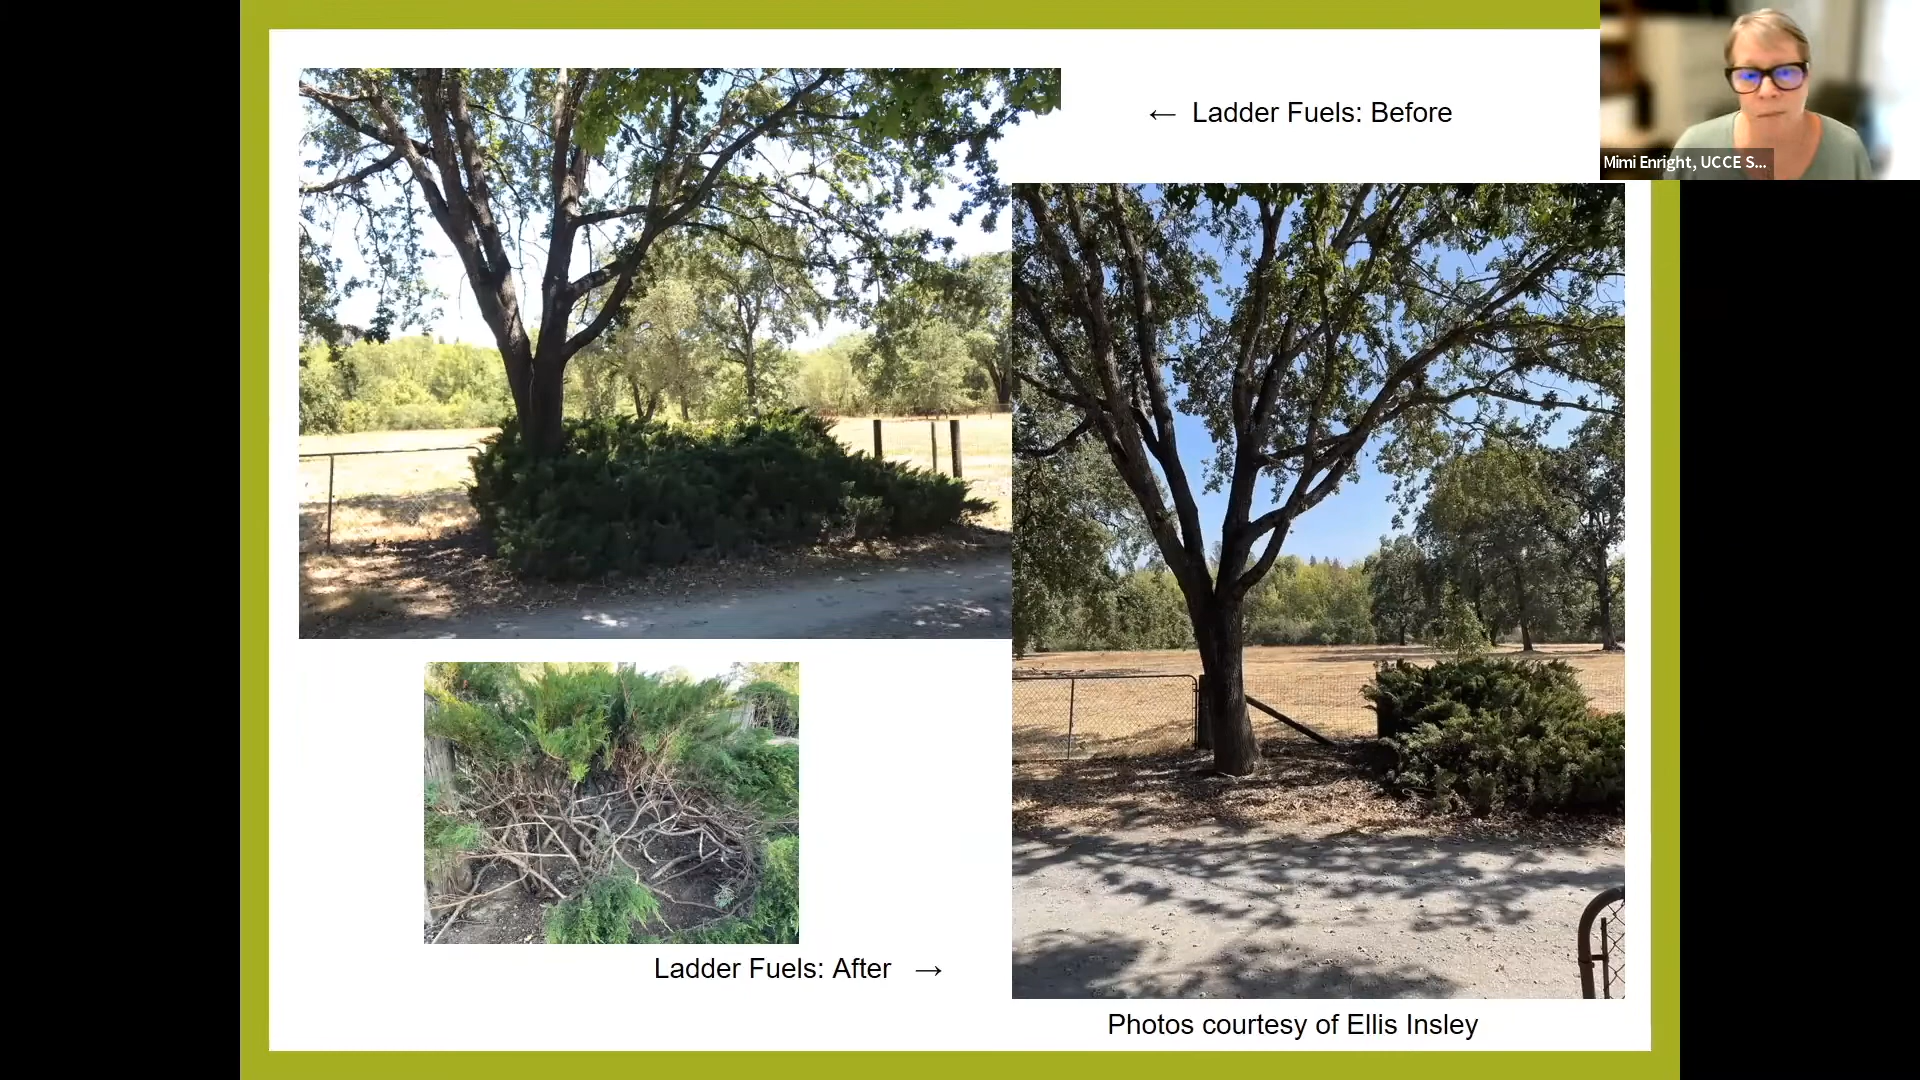 ← Ladder Fuels: Before
Mimi Enright, UCCE S...
Ladder Fuels: After →
Photos courtesy of Ellis Insley